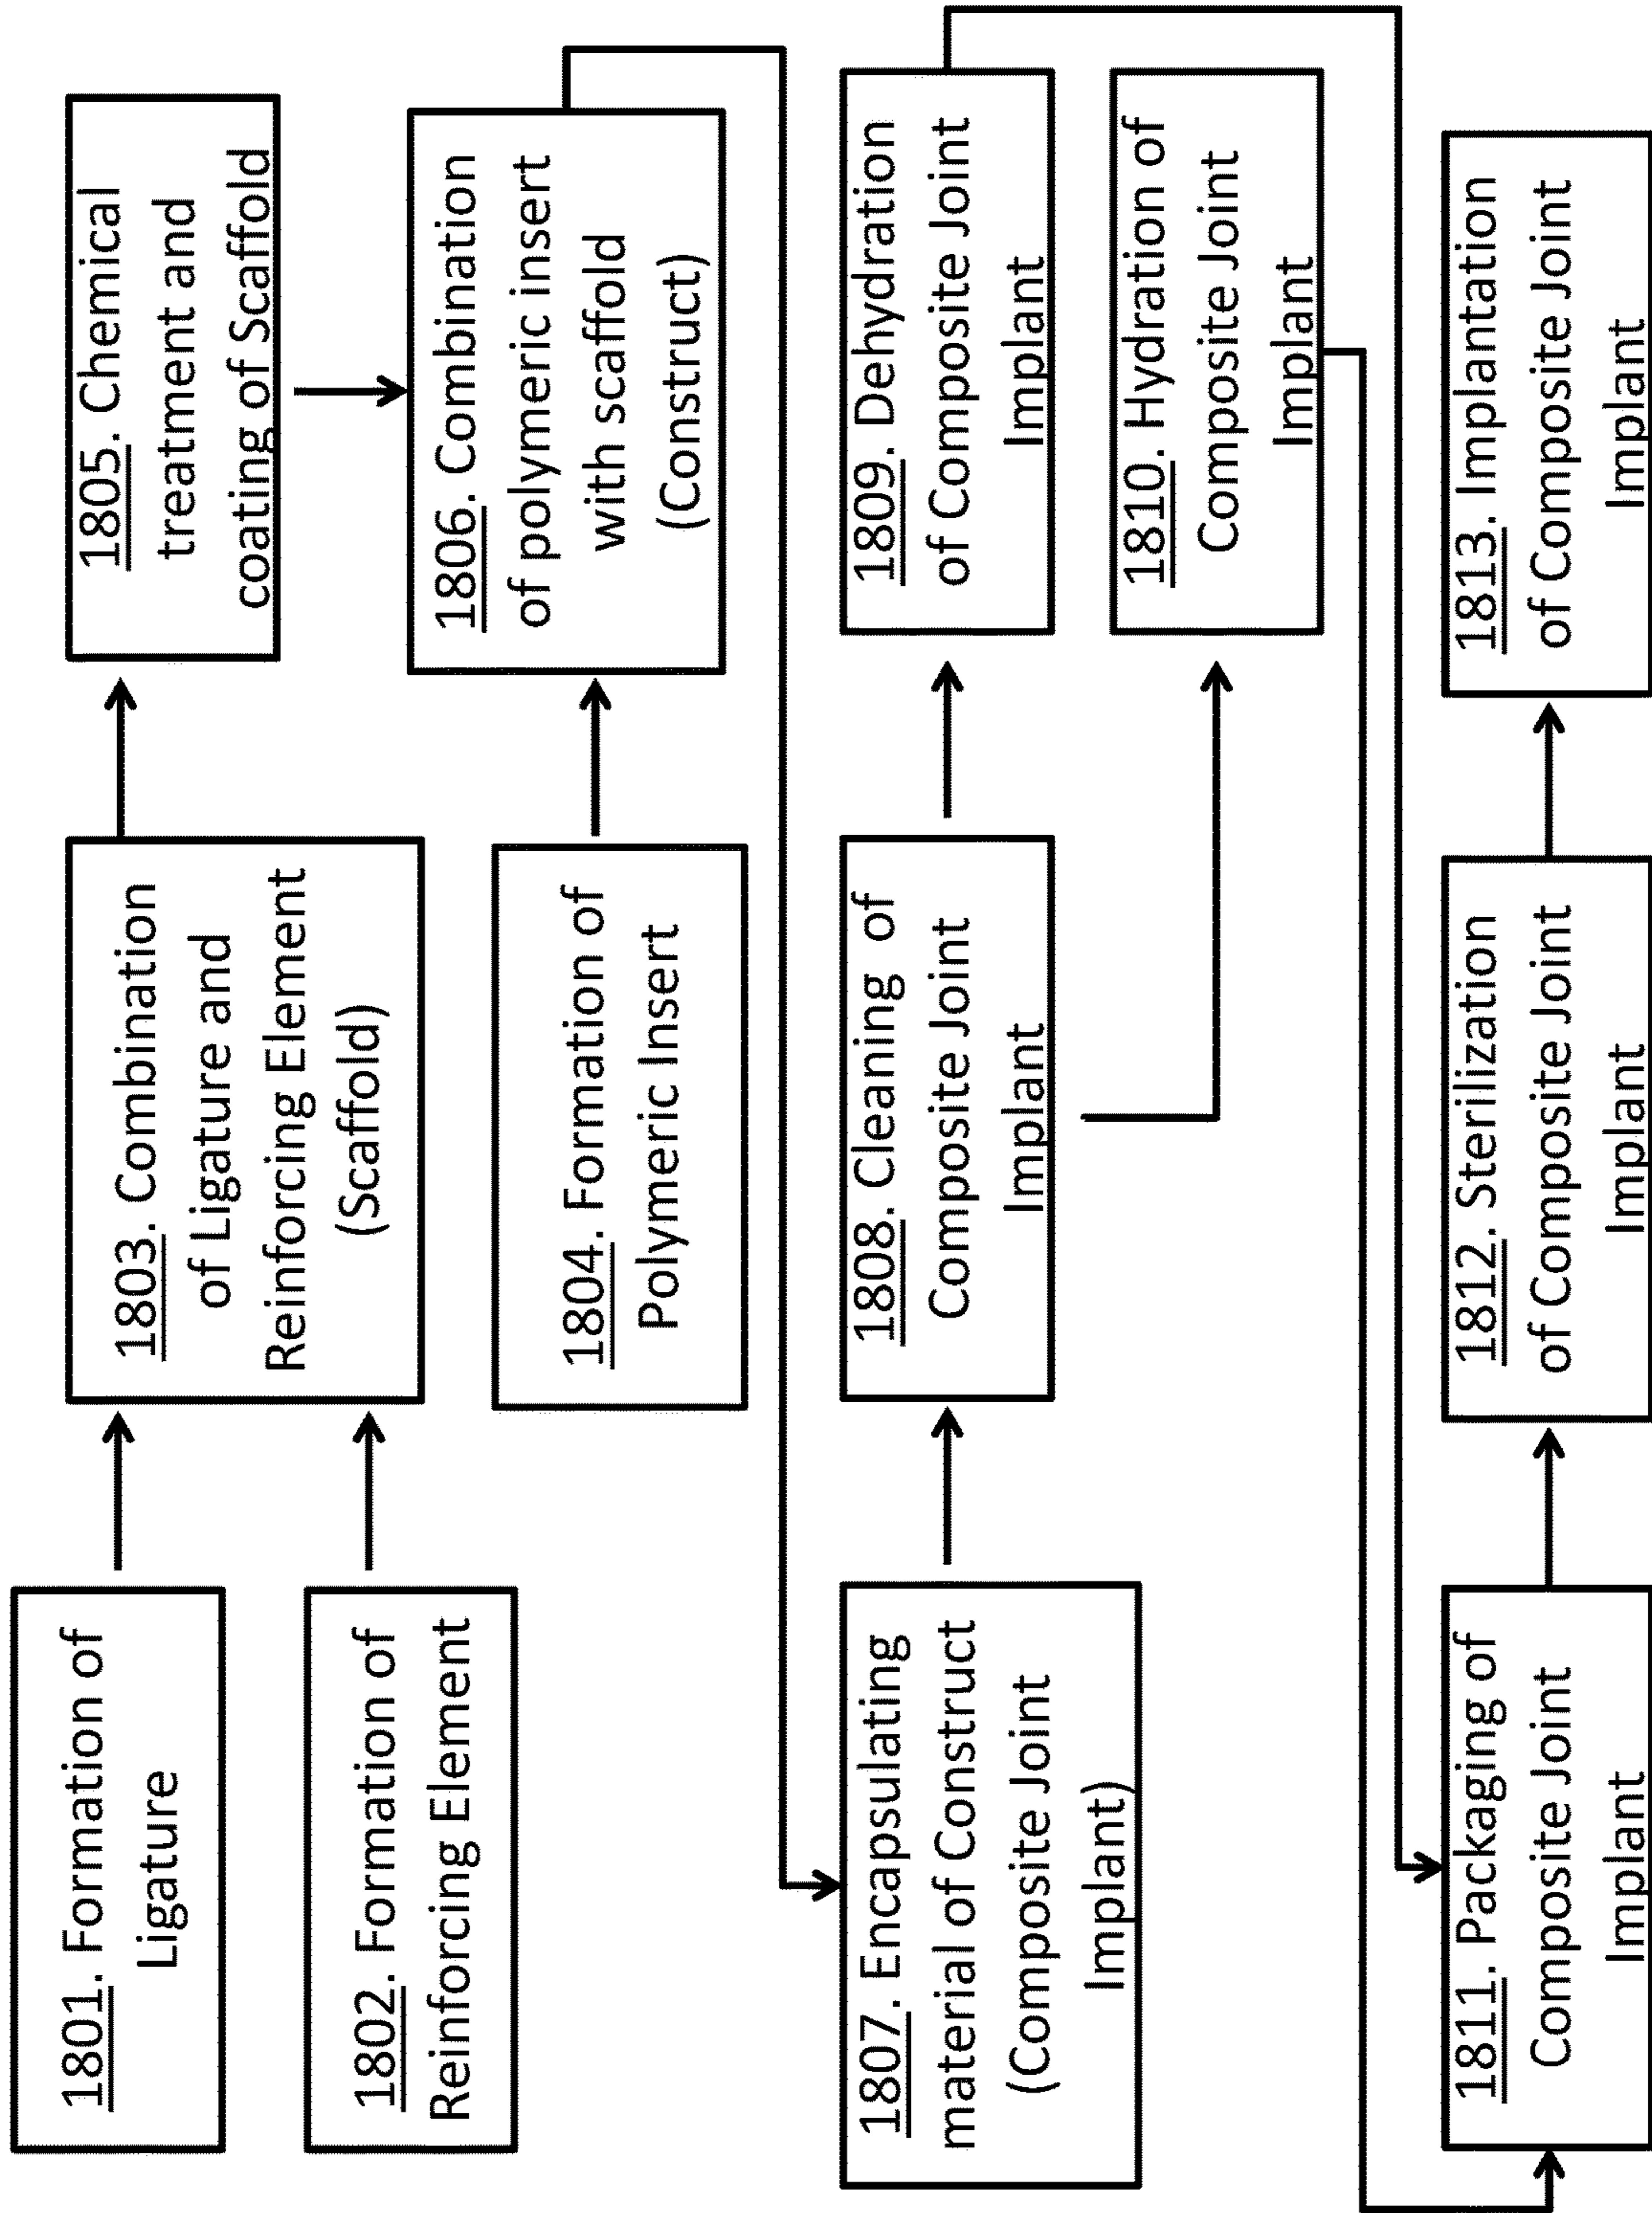 1801. Formation of
Ligature
1802. Formation of
Reinforcing Element
1803. Combination
of Ligature and
Reinforcing Element
(Scaffold)
1804. Formation of
Polymeric Insert
1805. Chemical
treatment and
coating of Scaffold
1806. Combination
of polymeric insert
with scaffold
(Construct)
1807. Encapsulating
material of Construct
(Composite Joint
Implant)
1808. Cleaning of
Composite Joint
Implant
1809. Dehydration
of Composite Joint
Implant
1810. Hydration of
Composite Joint
Implant
1811. Packaging of
Composite Joint
Implant
1812. Sterilization
of Composite Joint
Implant
1813. Implantation
of Composite Joint
Implant